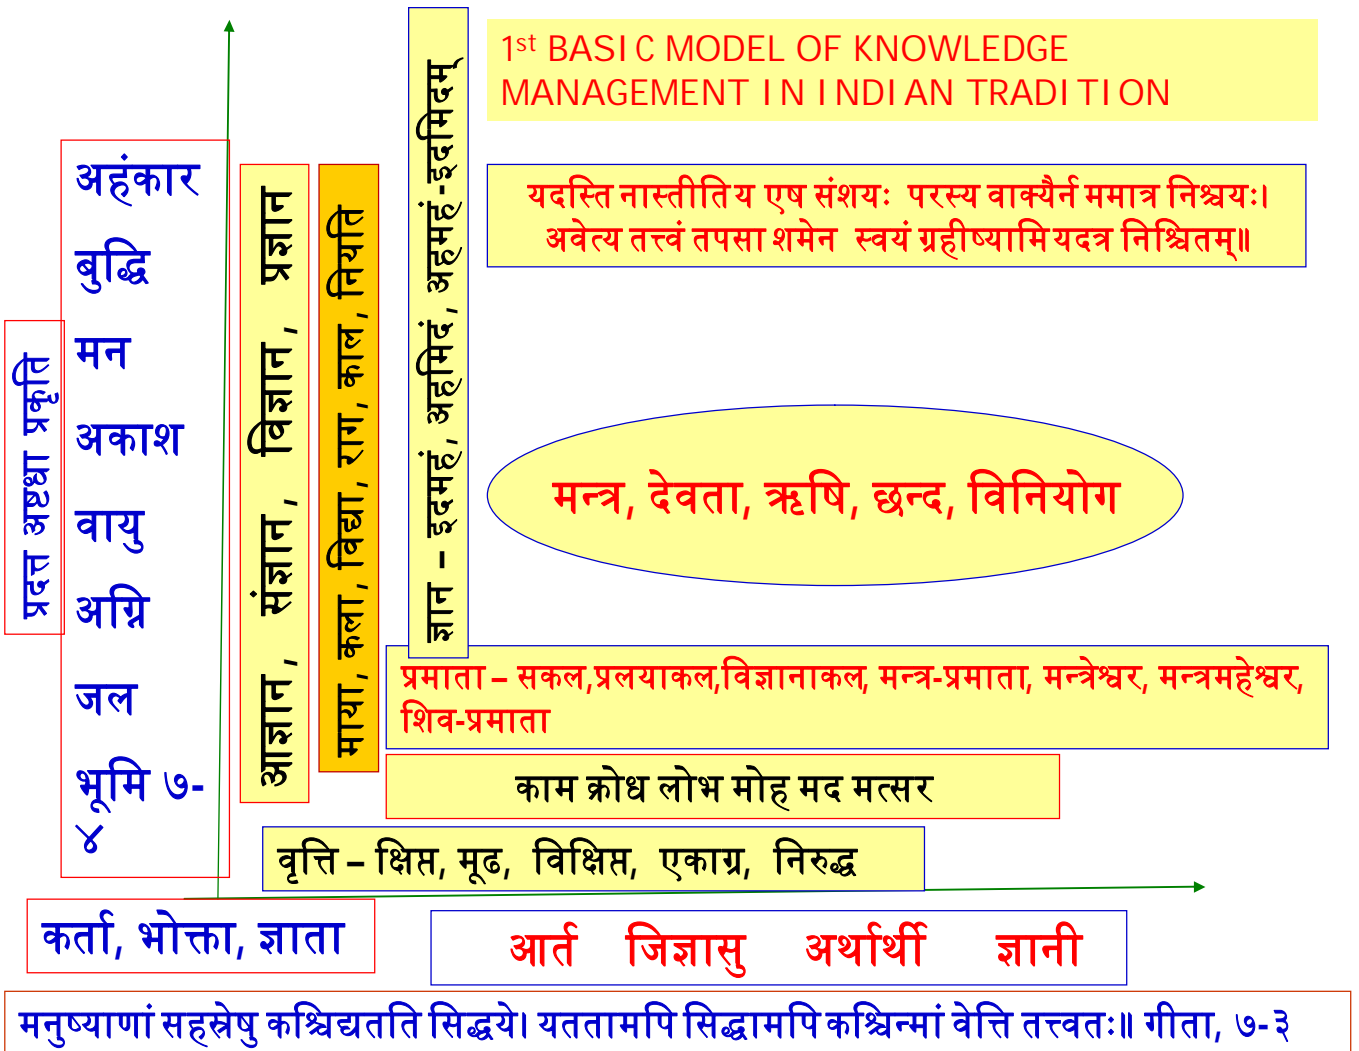 1st BASIC MODEL OF KNOWLEDGE
MANAGEMENT IN INDIAN TRADITION
यदस्ति नास्तीति य एष संशयः परस्य वाक्यैर्न ममात्र निश्चयः।
अवेत्य तत्त्वं तपसा शमेन स्वयं ग्रहीष्यामि यदत्र निश्चितम्॥
प्रदत्त अष्टधा प्रकृति
अहंकार
बुद्धि
मन
अकाश
वायु
अग्नि
जल
भूमि ७-
४
आज्ञान, संज्ञान, विज्ञान, प्रज्ञान
माया, कला, विद्या, राग, काल, नियति
ज्ञान – इदमहं, अहमिदं, अहमहं-इदमिदम्
मन्त्र, देवता, ऋषि, छन्द, विनियोग
प्रमाता – सकल,प्रलयाकल,विज्ञानाकल, मन्त्र-प्रमाता, मन्त्रेश्वर, मन्त्रमहेश्वर,
शिव-प्रमाता
काम क्रोध लोभ मोह मद मत्सर
वृत्ति – क्षिप्त, मूढ, विक्षिप्त, एकाग्र, निरुद्ध
कर्ता, भोक्ता, ज्ञाता
आर्त जिज्ञासु अर्थार्थी ज्ञानी
मनुष्याणां सहस्रेषु कश्चिद्यतति सिद्धये। यततामपि सिद्धामपि कश्चिन्मां वेत्ति तत्त्वतः॥ गीता, ७-३